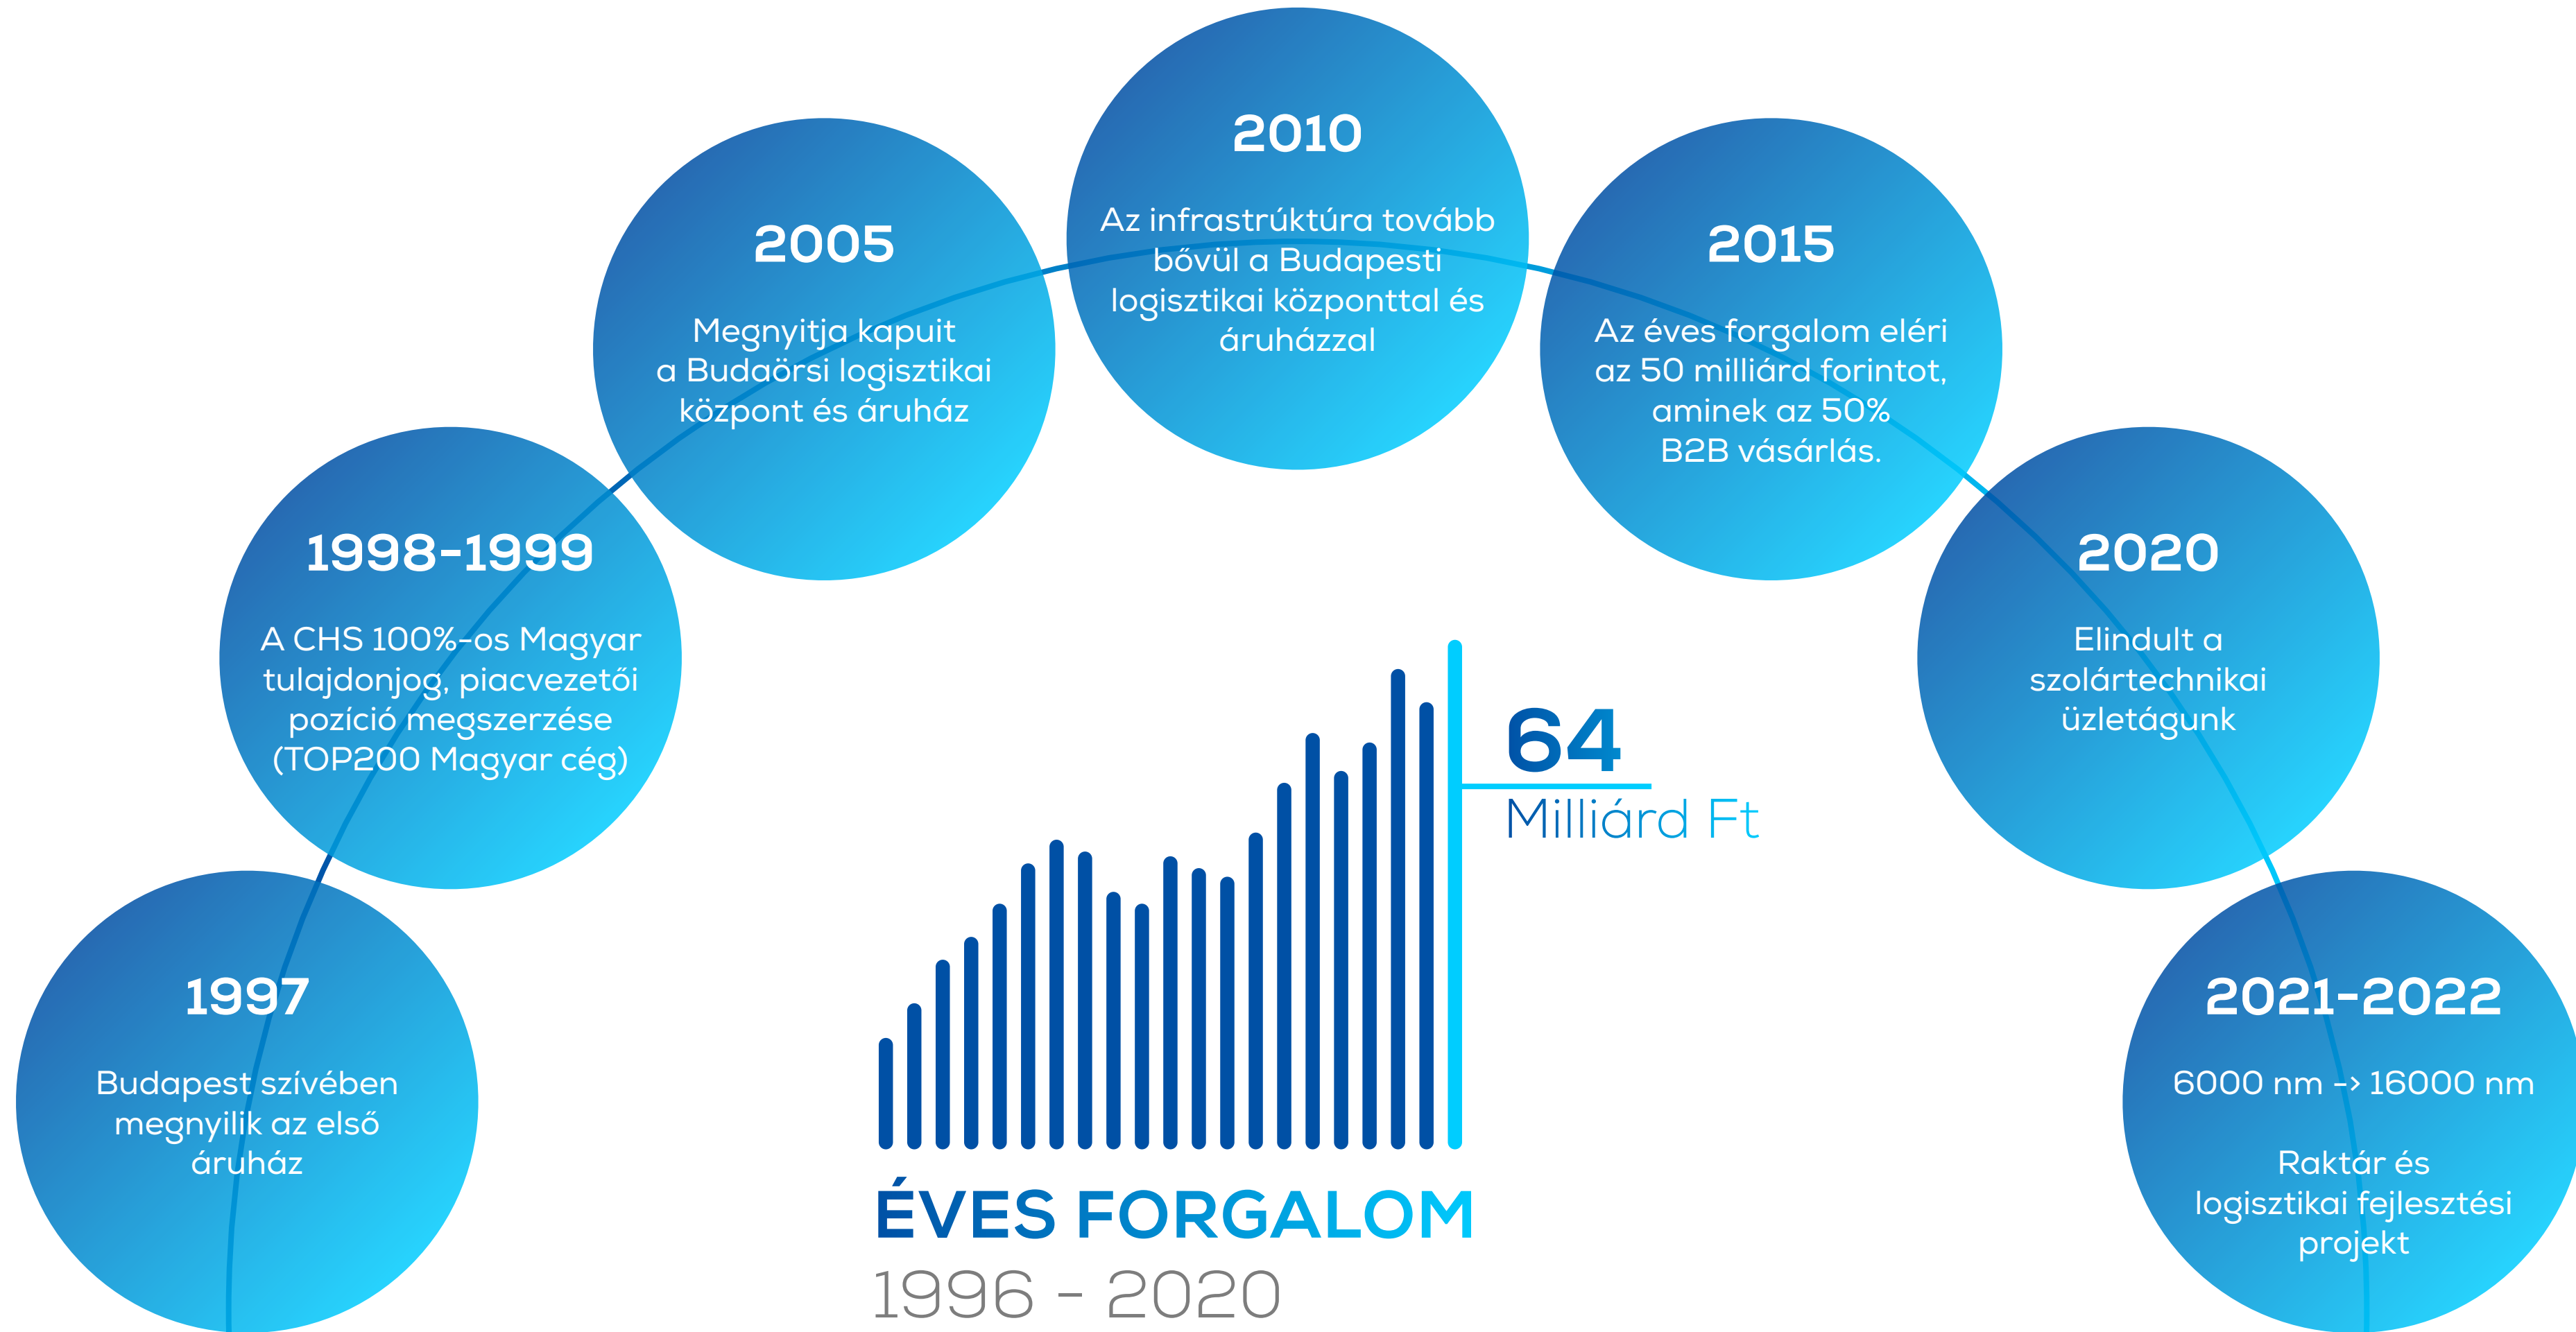 1997
Budapest szívében
megnyilik az első
áruház
1998-1999
A CHS 100%-os Magyar
tulajdonjog, piacvezetői
pozíció megszerzése
(TOP200 Magyar cég)
2005
Megnyitja kapuit
a Budaörsi logisztikai
központ és áruház
2010
Az infrastrúktúra tovább
bővül a Budapesti
logisztikai központtal és
áruházzal
2015
Az éves forgalom eléri
az 50 milliárd forintot,
aminek az 50%
B2B vásárlás.
2020
Elindult a
szolártechnikai
üzletágunk
2021-2022
6000 nm -> 16000 nm
Raktár és
logisztikai fejlesztési
projekt
64
Milliárd Ft
ÉVES FORGALOM
1996 - 2020